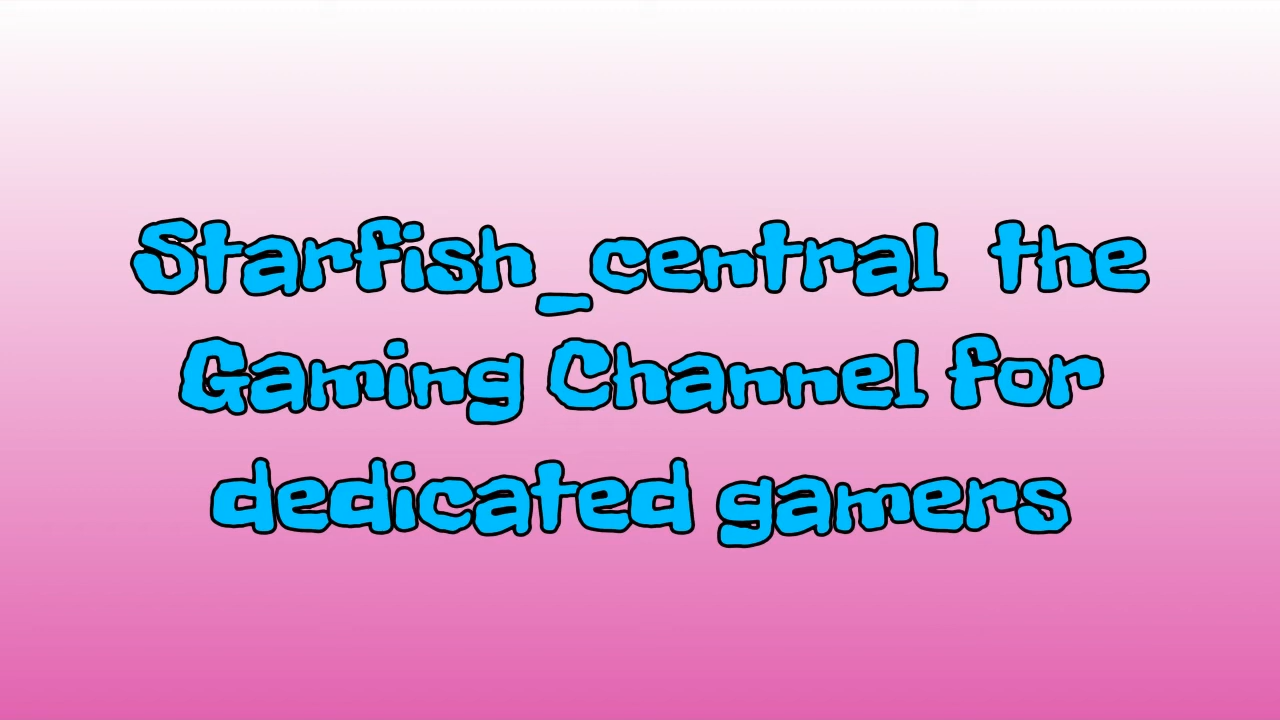 Starfish_central  the
Gaming Channel for
dedicated gamers